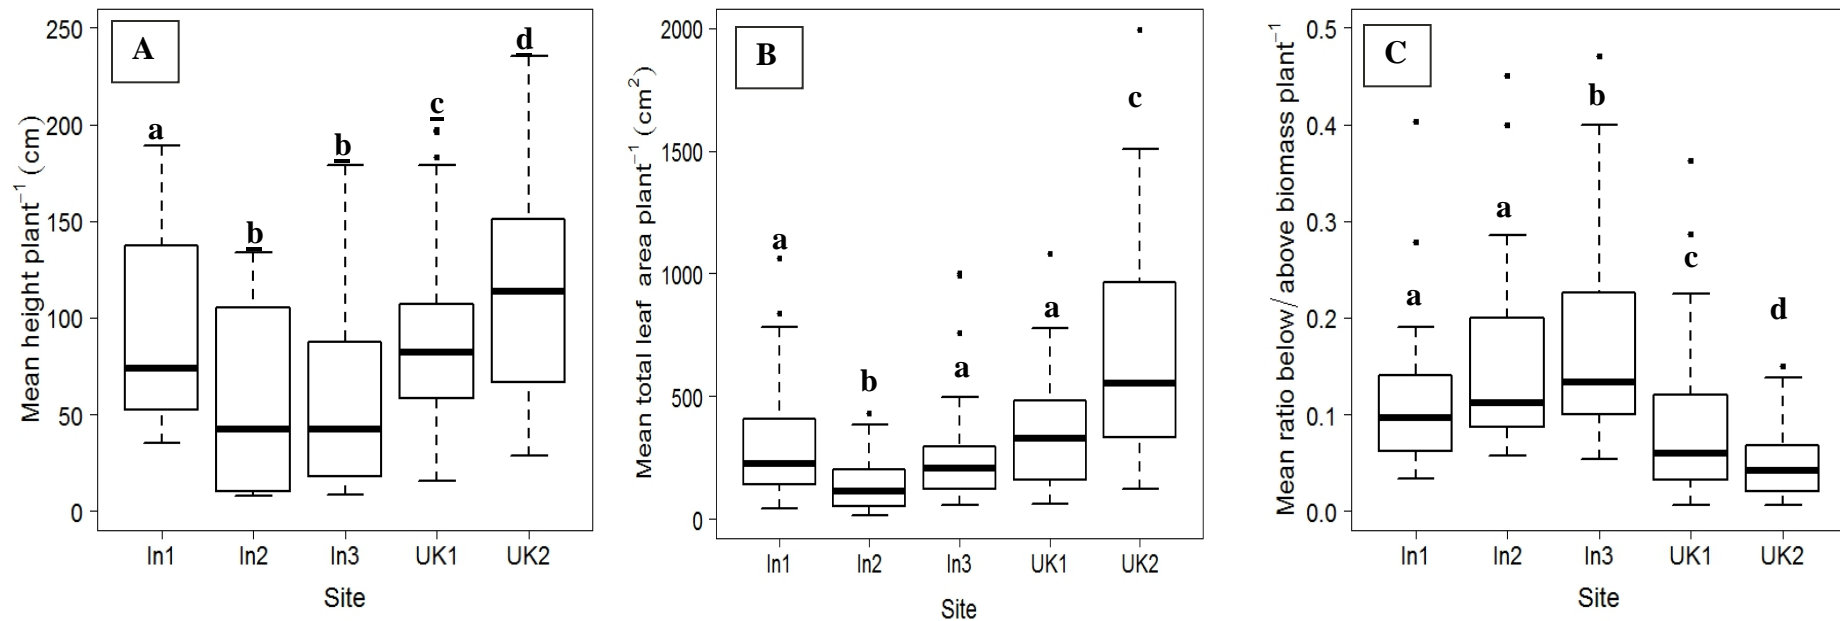 A
Mean height plant⁻¹ (cm)
250
200
150
100
50
0
a
b
b
c
d
In1 In2 In3 UK1 UK2
Site
B
Mean total leaf area plant⁻¹ (cm²)
2000
1500
1000
500
0
a
b
a
a
c
In1 In2 In3 UK1 UK2
Site
C
Mean ratio below/ above biomass plant⁻¹
0.5
0.4
0.3
0.2
0.1
0.0
a
a
b
c
d
In1 In2 In3 UK1 UK2
Site